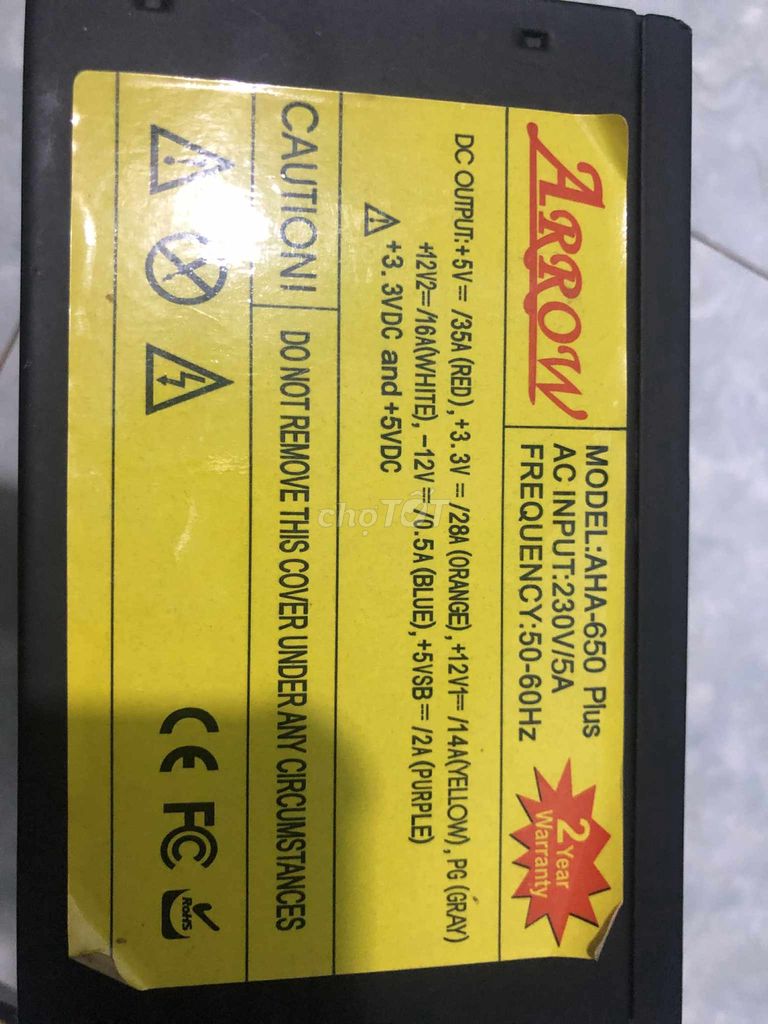 ARROW
MODEL:AHA-650 Plus
AC INPUT:230V/5A
FREQUENCY:50-60Hz
2 Year
Warranty
DC OUTPUT:+5V⎓/35A (RED),+3.3V⎓/28A (ORANGE),+12V1⎓/14A(YELLOW), PG (GRAY)
+12V2⎓/16A(WHITE),-12V⎓/0.5A (BLUE),+5VSB⎓/2A (PURPLE)
⚠ +3.3VDC and +5VDC
chợTỐT
CAUTION!
DO NOT REMOVE THIS COVER UNDER ANY CIRCUMSTANCES
CE FC RoHS